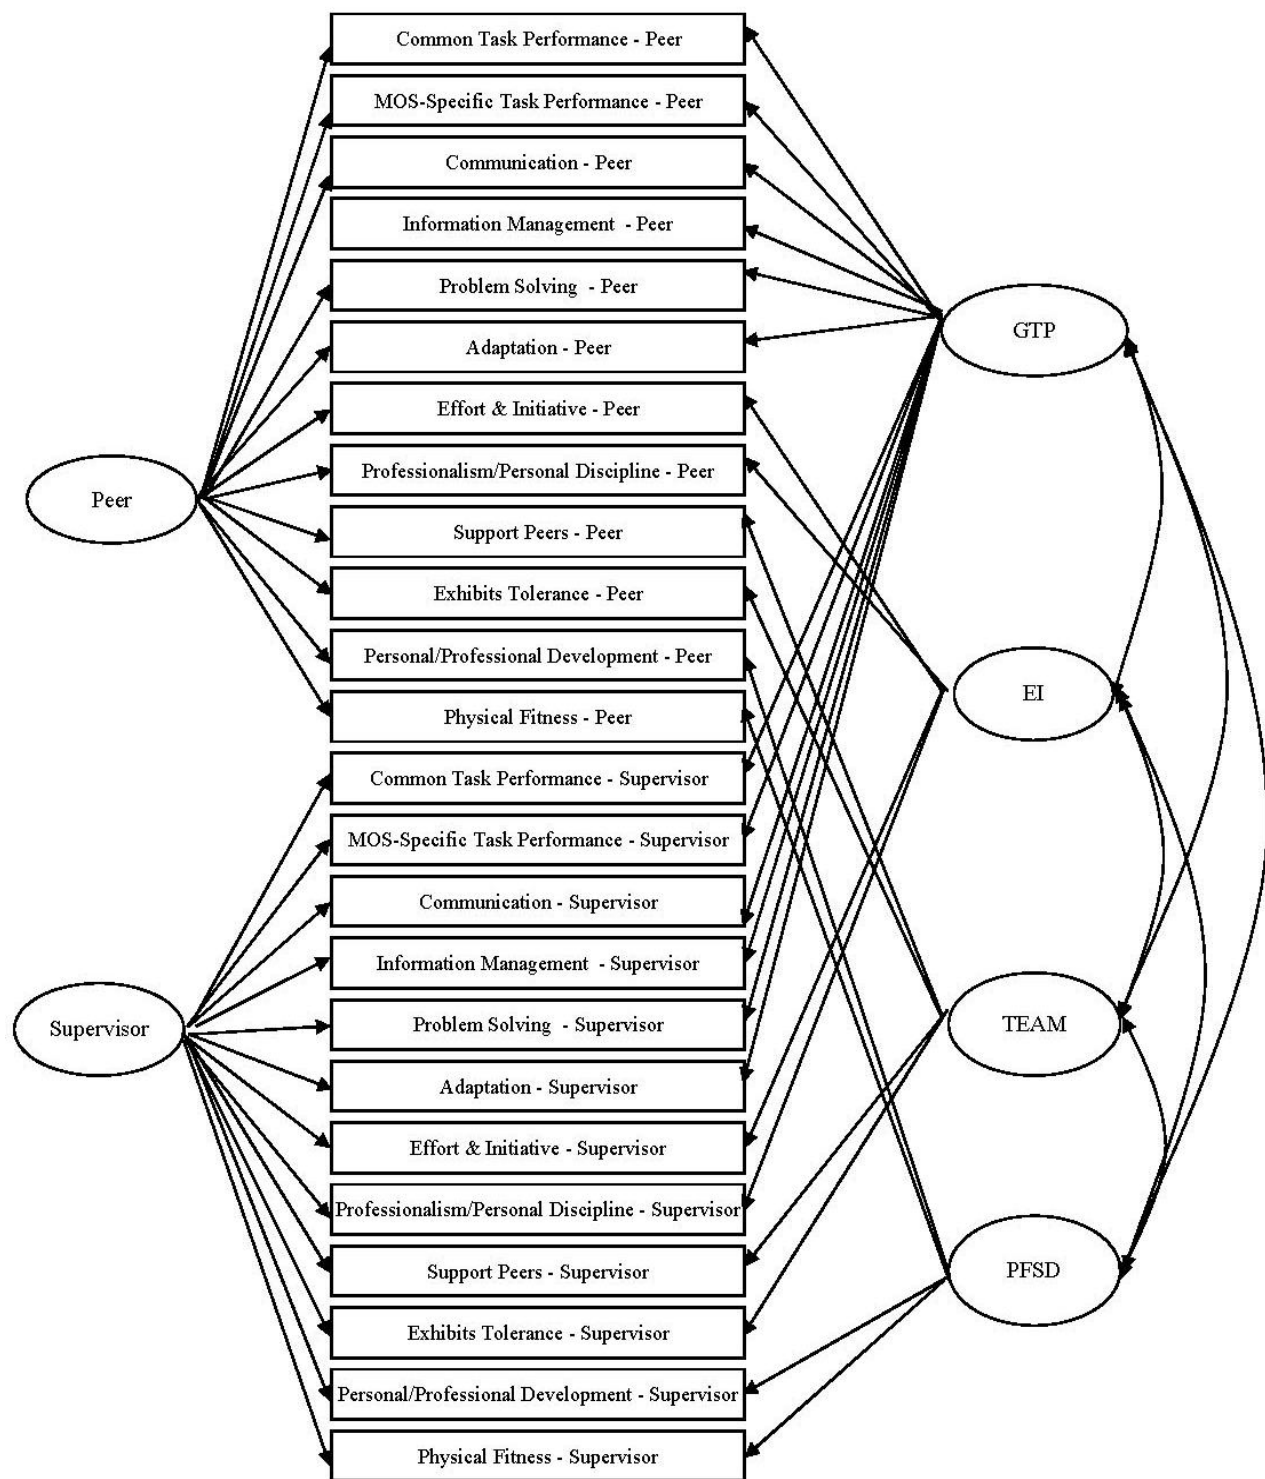 Common Task Performance - Peer
MOS-Specific Task Performance - Peer
Communication - Peer
Information Management - Peer
Problem Solving - Peer
Adaptation - Peer
Effort & Initiative - Peer
Professionalism/Personal Discipline - Peer
Support Peers - Peer
Exhibits Tolerance - Peer
Personal/Professional Development - Peer
Physical Fitness - Peer
Common Task Performance - Supervisor
MOS-Specific Task Performance - Supervisor
Communication - Supervisor
Information Management - Supervisor
Problem Solving - Supervisor
Adaptation - Supervisor
Effort & Initiative - Supervisor
Professionalism/Personal Discipline - Supervisor
Support Peers - Supervisor
Exhibits Tolerance - Supervisor
Personal/Professional Development - Supervisor
Physical Fitness - Supervisor
Peer
Supervisor
GTP
EI
TEAM
PFSD